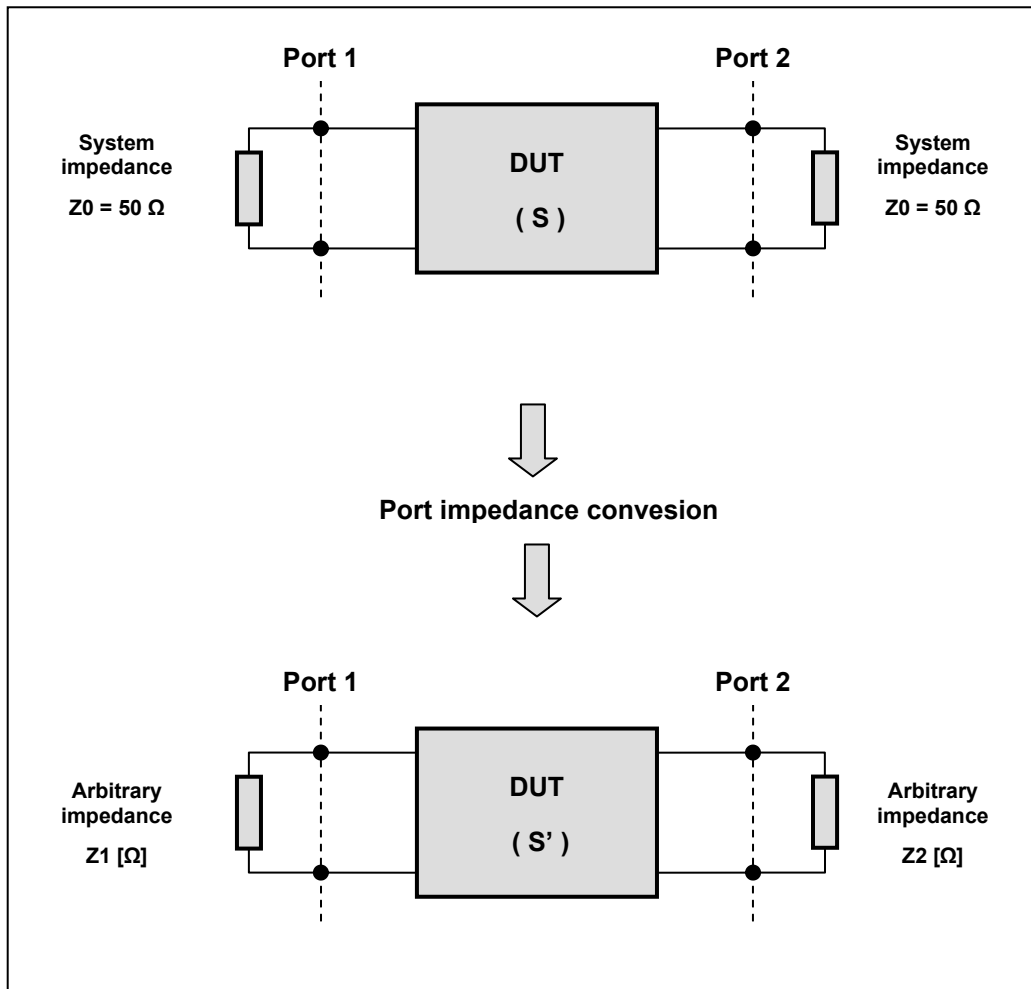 Port 1
Port 2
System
impedance
Z0 = 50 Ω
DUT
( S )
System
impedance
Z0 = 50 Ω
Port impedance convesion
Port 1
Port 2
Arbitrary
impedance
Z1 [Ω]
DUT
( S’ )
Arbitrary
impedance
Z2 [Ω]